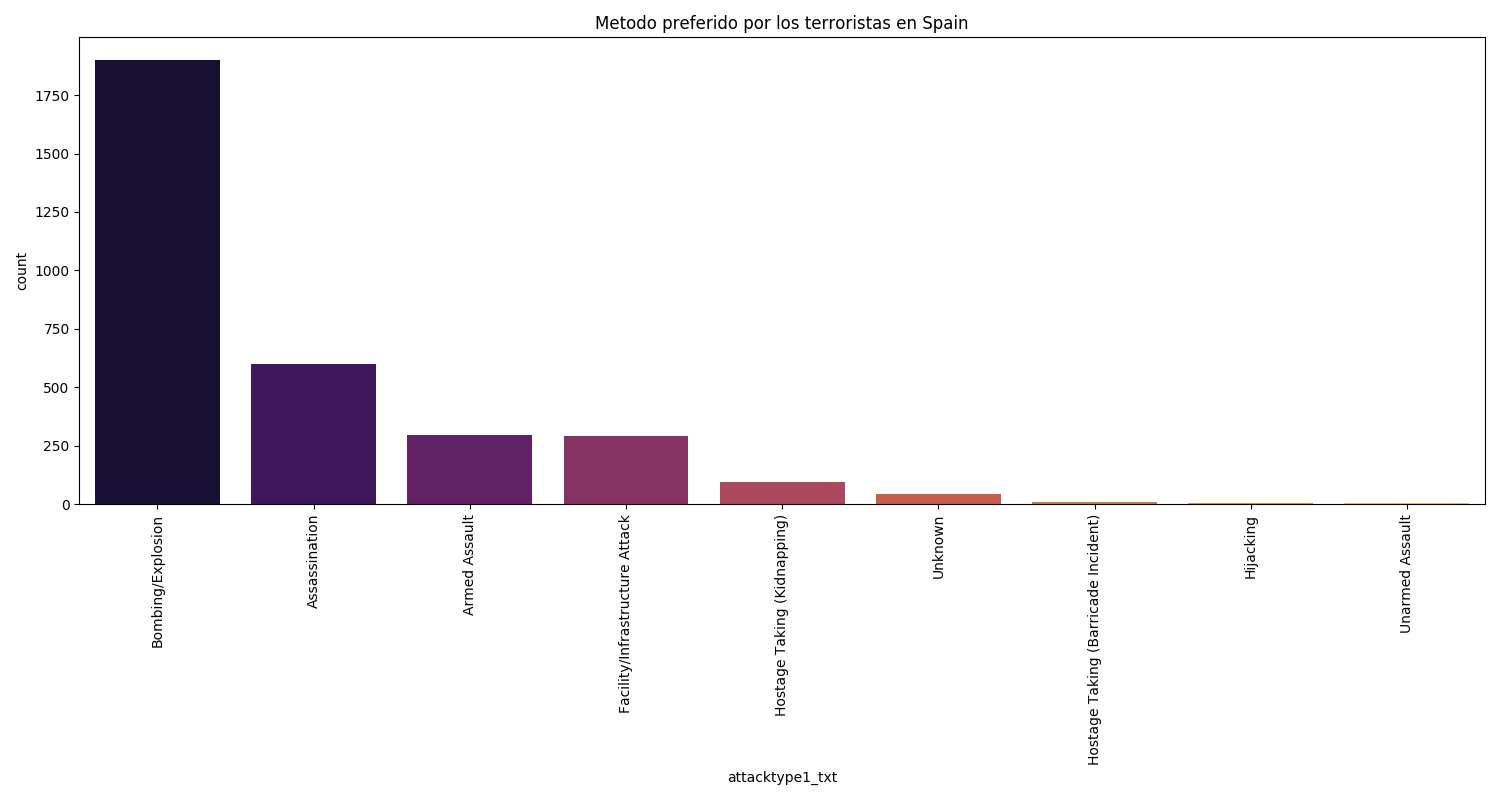 Metodo preferido por los terroristas en Spain
1750
1500
1250
1000
750
500
250
0
count
Bombing/Explosion
Assassination
Armed Assault
Facility/Infrastructure Attack
Hostage Taking (Kidnapping)
Unknown
Hostage Taking (Barricade Incident)
Hijacking
Unarmed Assault
attacktype1_txt